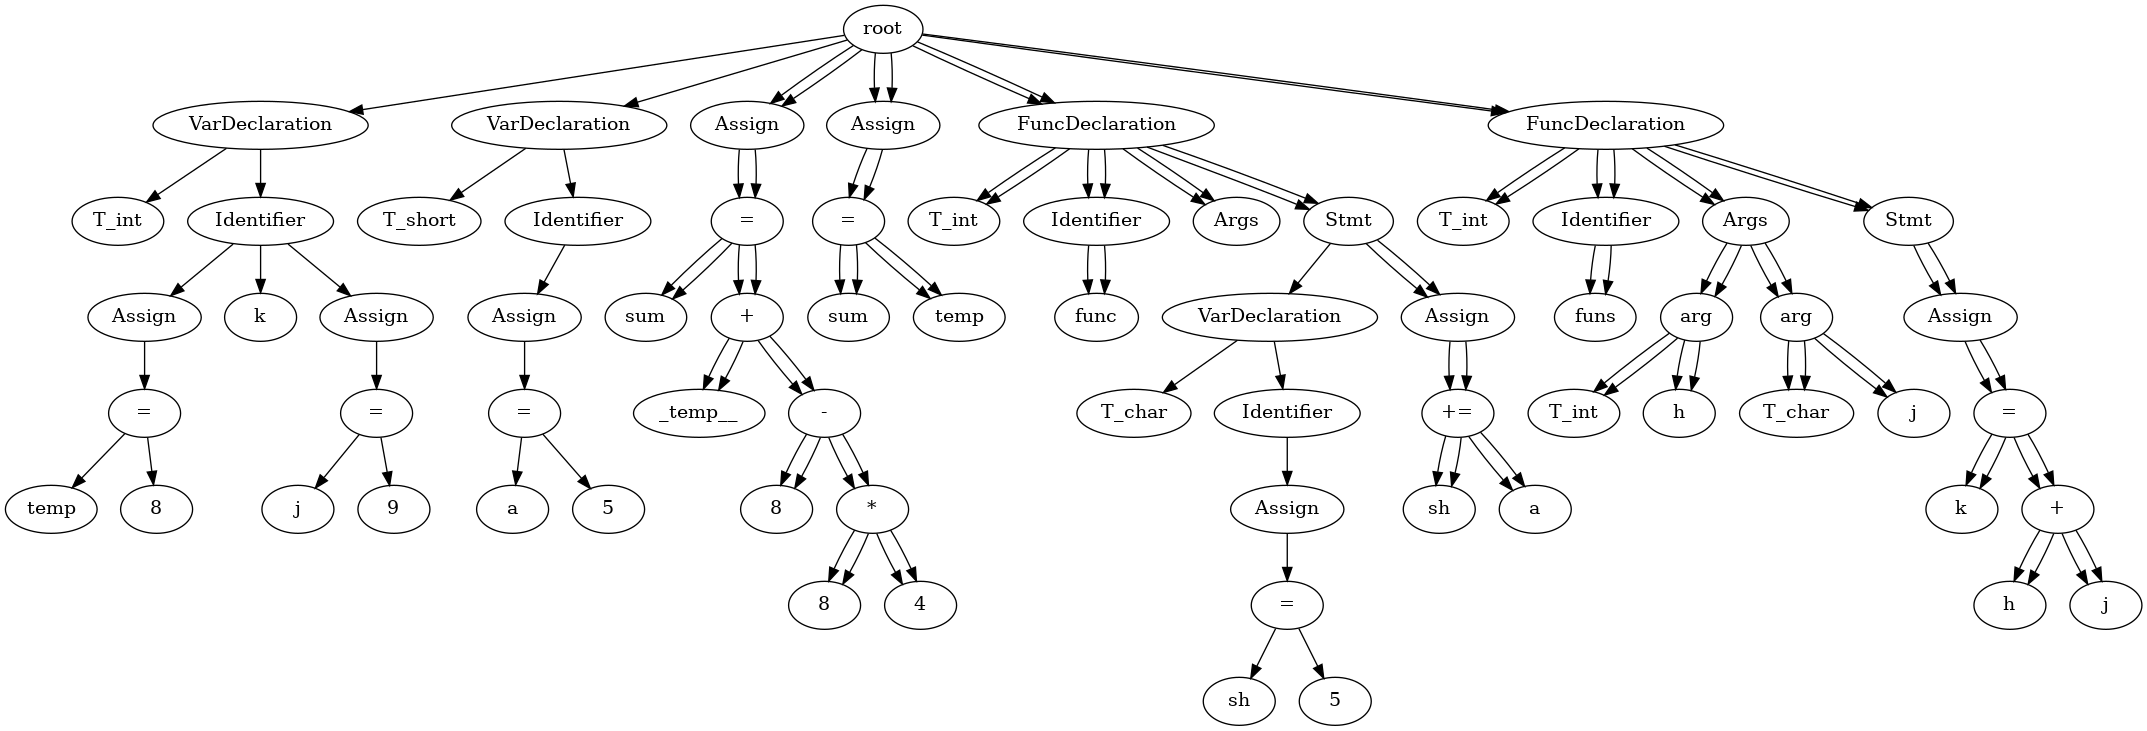 root
VarDeclaration VarDeclaration Assign Assign FuncDeclaration FuncDeclaration
T_int Identifier T_short Identifier = = T_int Identifier Args Stmt T_int Identifier Args Stmt
Assign k Assign Assign sum + sum temp func VarDeclaration Assign funs arg arg Assign
= = = _temp__ - T_char Identifier += T_int h T_char j =
temp 8 j 9 a 5 8 * Assign sh a k +
8 4 = h j
sh 5